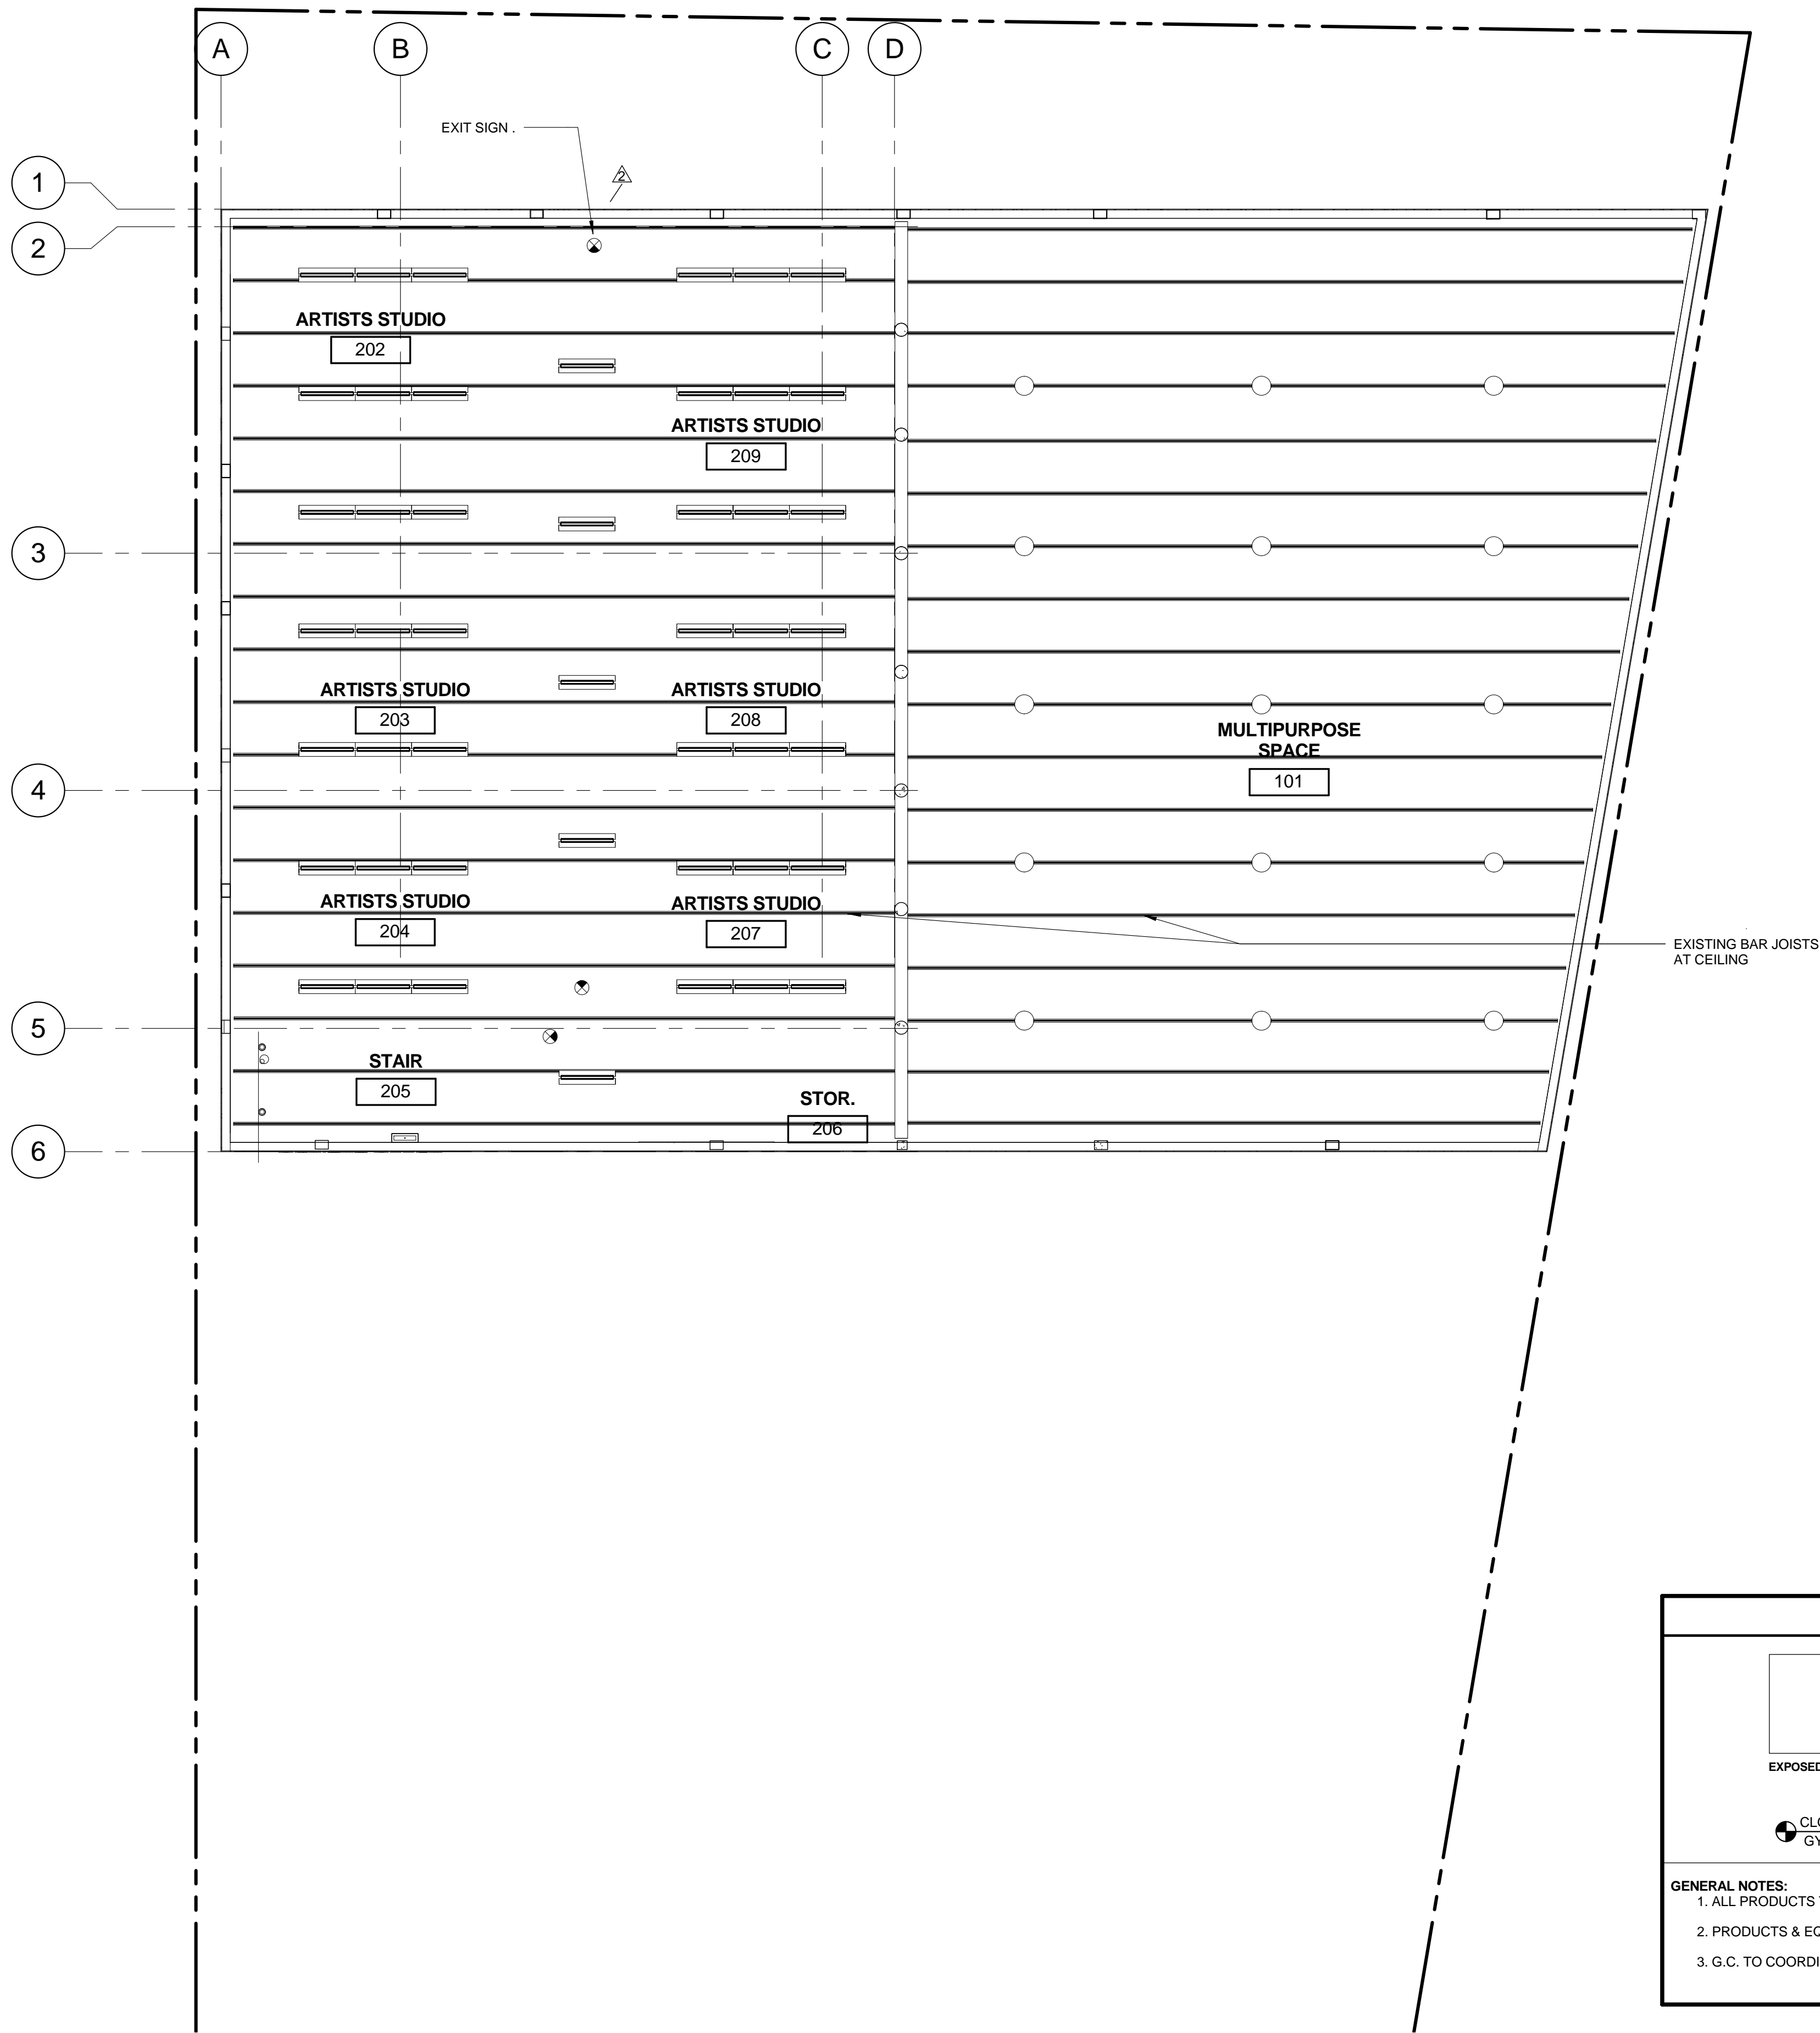 A
B
C
D
EXIT SIGN .
2
1
2
ARTISTS STUDIO
202
ARTISTS STUDIO
209
3
ARTISTS STUDIO
203
ARTISTS STUDIO
208
MULTIPURPOSE
SPACE
101
4
ARTISTS STUDIO
204
ARTISTS STUDIO
207
EXISTING BAR JOISTS
AT CEILING
5
STAIR
205
STOR.
206
6
EXPOSED
GENERAL NOTES:
1. ALL PRODUCTS
2. PRODUCTS &
3. G.C. TO